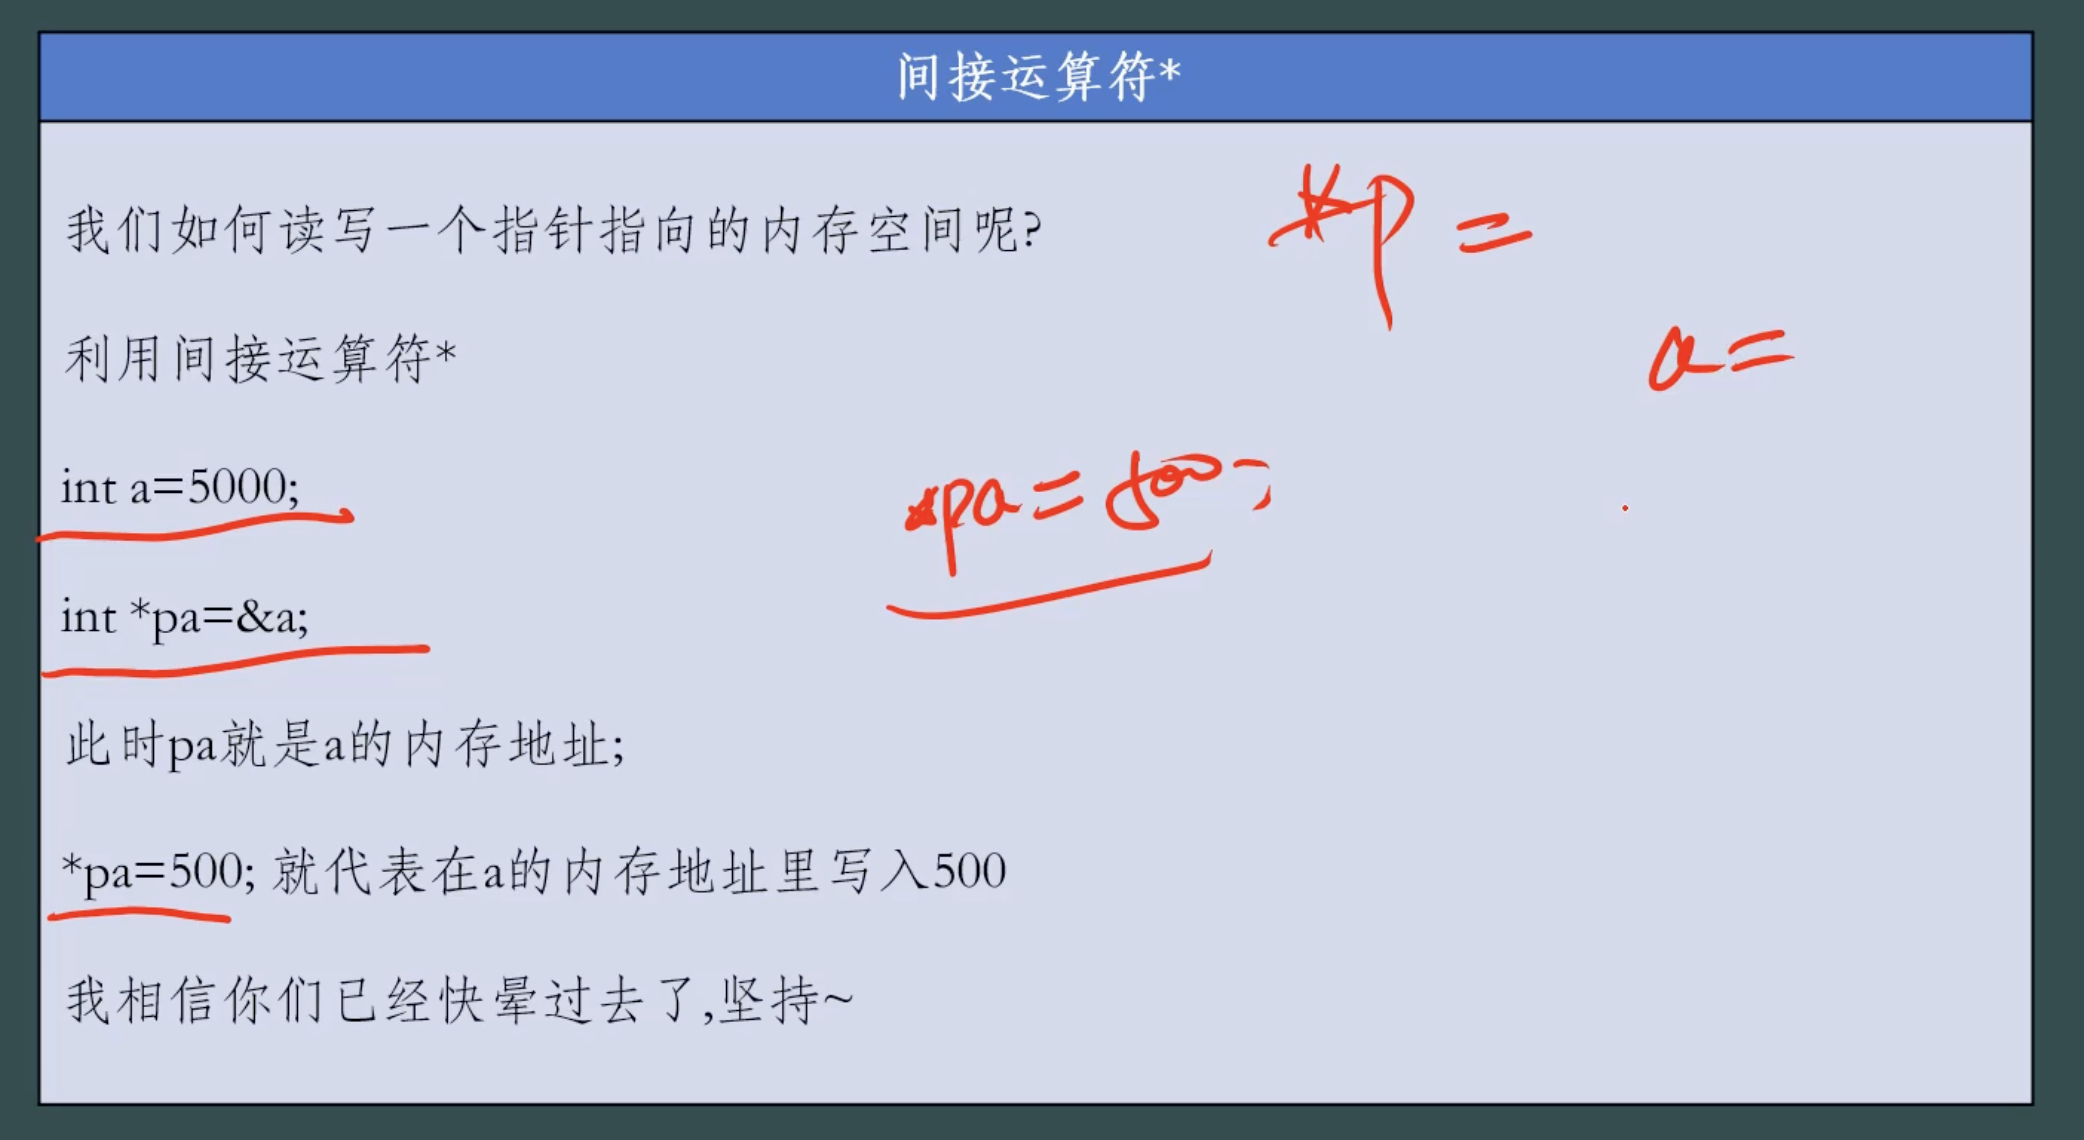 间接运算符*
我们如何读写一个指针指向的内存空间呢?
*p =
利用间接运算符*
a=
int a=5000;
*pa=500;
int *pa=&a;
此时pa就是a的内存地址;
*pa=500; 就代表在a的内存地址里写入500
我相信你们已经快晕过去了,坚持~